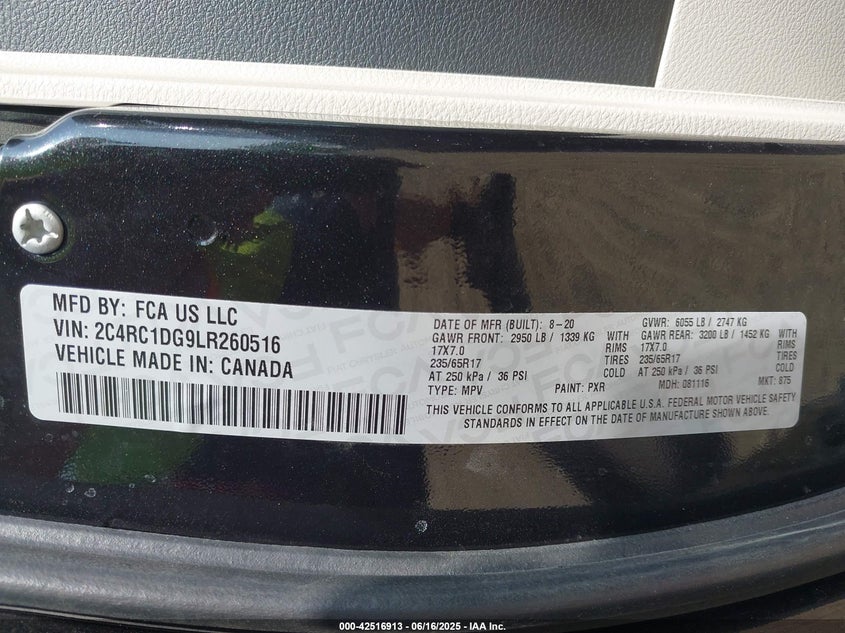 MFD BY: FCA US LLC
VIN: 2C4RC1DG9LR260516
VEHICLE MADE IN: CANADA
DATE OF MFR (BUILT): 8-20 GVWR: 6055 LB / 2747 KG
GAWR FRONT: 2950 LB / 1339 KG WITH GAWR REAR: 3200 LB / 1452 KG WITH
17X7.0 RIMS 17X7.0 RIMS
235/65R17 TIRES 235/65R17 TIRES
AT 250 kPa / 36 PSI COLD AT 250 kPa / 36 PSI COLD
TYPE: MPV PAINT: PXR MDH: 081116 MKT: 875
THIS VEHICLE CONFORMS TO ALL APPLICABLE U.S.A. FEDERAL MOTOR VEHICLE SAFETY
STANDARDS IN EFFECT ON THE DATE OF MANUFACTURE SHOWN ABOVE.
000-42516913 - 06/16/2025 - IAA Inc.